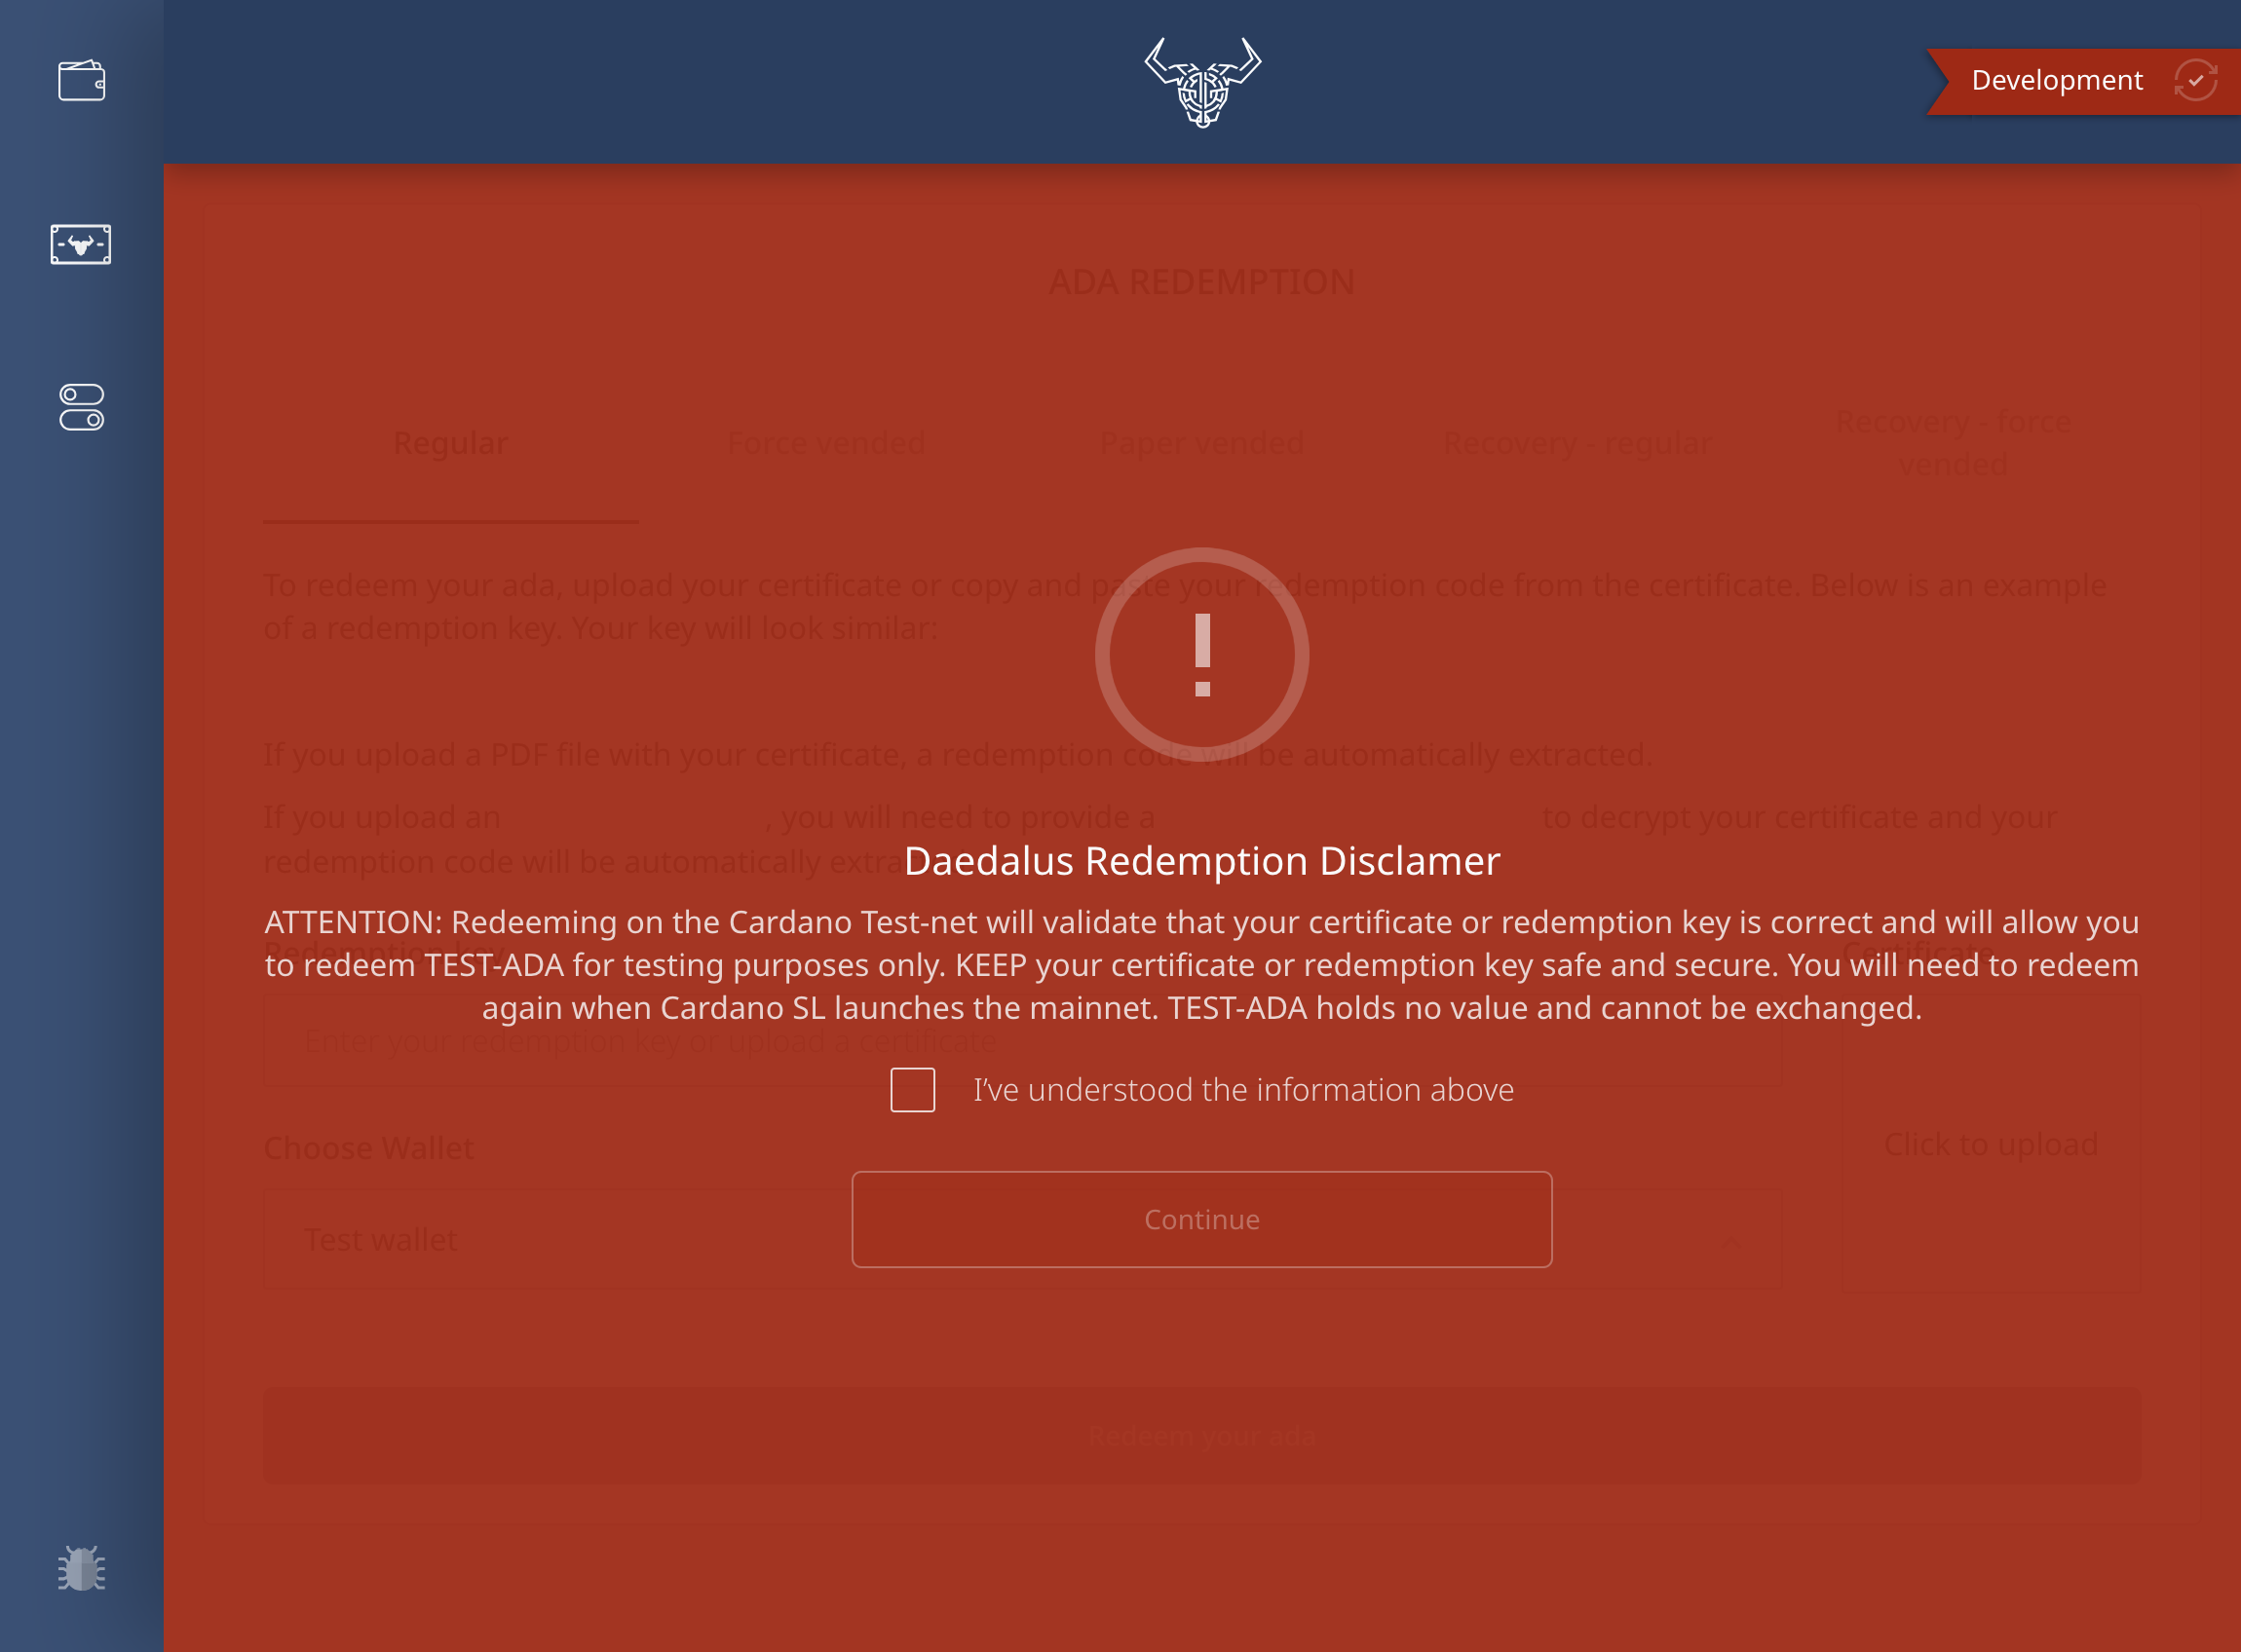 Development
ADA REDEMPTION
Regular
Force vended
Paper vended
Recovery - regular
Recovery - force
vended
To redeem your ada, upload your certificate or copy and paste your redemption code from the certificate. Below is an example
of a redemption key. Your key will look similar:
If you upload a PDF file with your certificate, a redemption code will be automatically extracted.
If you upload an , you will need to provide a to decrypt your certificate and your
redemption code will be automatically
Daedalus Redemption Disclamer
ATTENTION: Redeeming on the Cardano Test-net will validate that your certificate or redemption key is correct and will allow you
to redeem TEST-ADA for testing purposes only. KEEP your certificate or redemption key safe and secure. You will need to redeem
again when Cardano SL launches the mainnet. TEST-ADA holds no value and cannot be exchanged.
Redemption key
Certificate
Enter your redemption key or upload a certificate
I've understood the information above
Choose Wallet
Click to upload
Continue
Test wallet
Redeem your ada